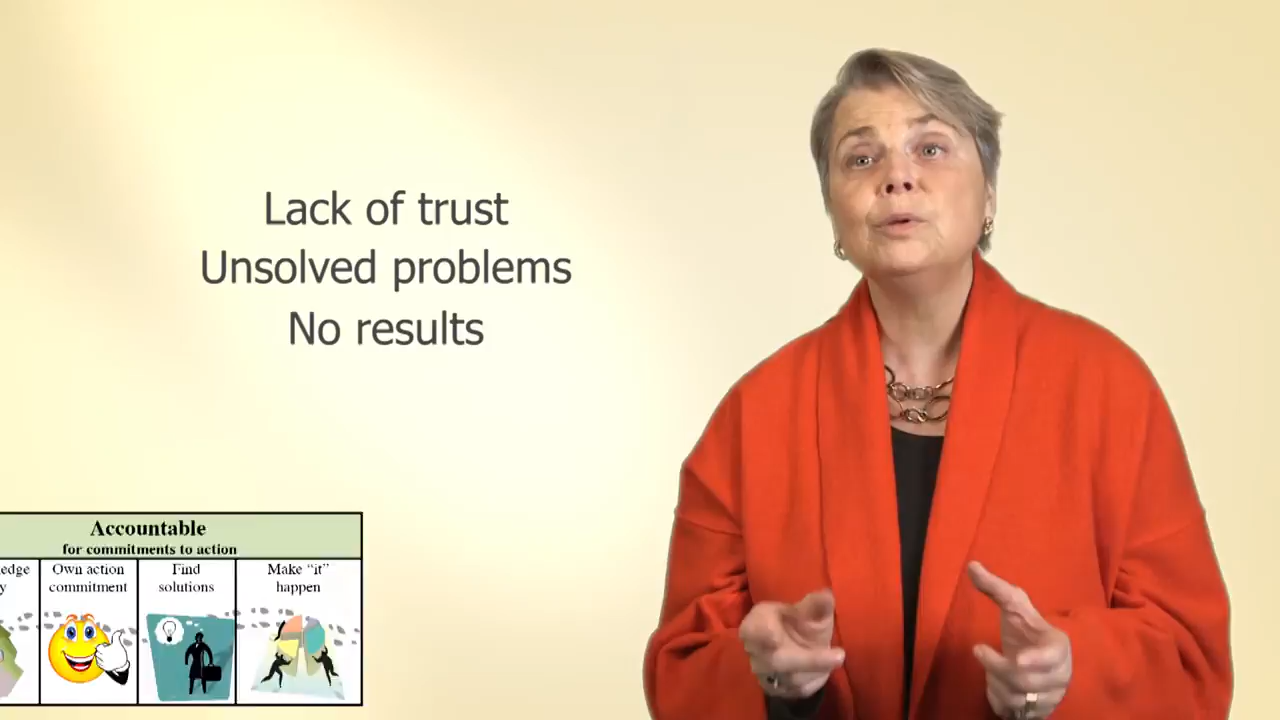 Lack of trust
Unsolved problems
No results
Accountable
for commitments to action
Own action
commitment
Find
solutions
Make “it”
happen